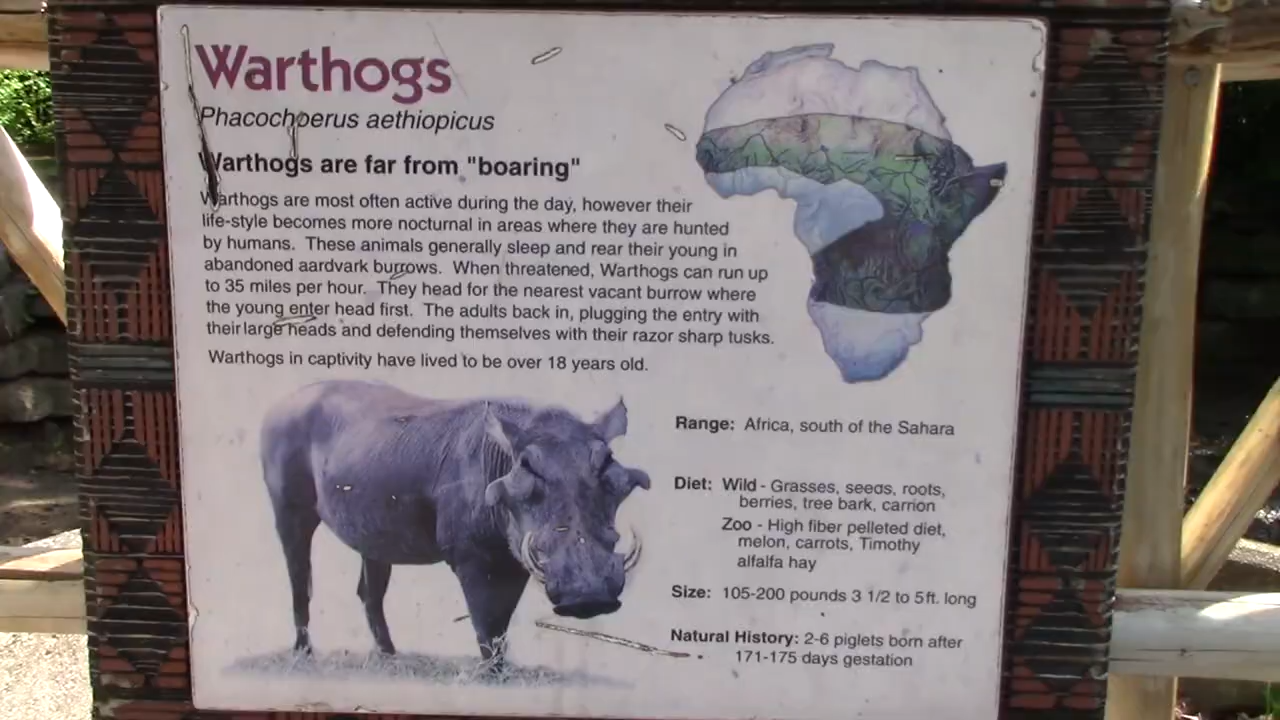 Warthogs
Phacochoerus aethiopicus
Warthogs are far from "boaring"
Warthogs are most often active during the day, however their
life-style becomes more nocturnal in areas where they are hunted
by humans. These animals generally sleep and rear their young in
abandoned aardvark burrows. When threatened, Warthogs can run up
to 35 miles per hour. They head for the nearest vacant burrow where
the young enter head first. The adults back in, plugging the entry with
their large heads and defending themselves with their razor sharp tusks.
Warthogs in captivity have lived to be over 18 years old.
Range: Africa, south of the Sahara
Diet: Wild - Grasses, seeds, roots,
berries, tree bark, carrion
Zoo - High fiber pelleted diet,
melon, carrots, Timothy
alfalfa hay
Size: 105-200 pounds 3 1/2 to 5ft. long
Natural History: 2-6 piglets born after
171-175 days gestation